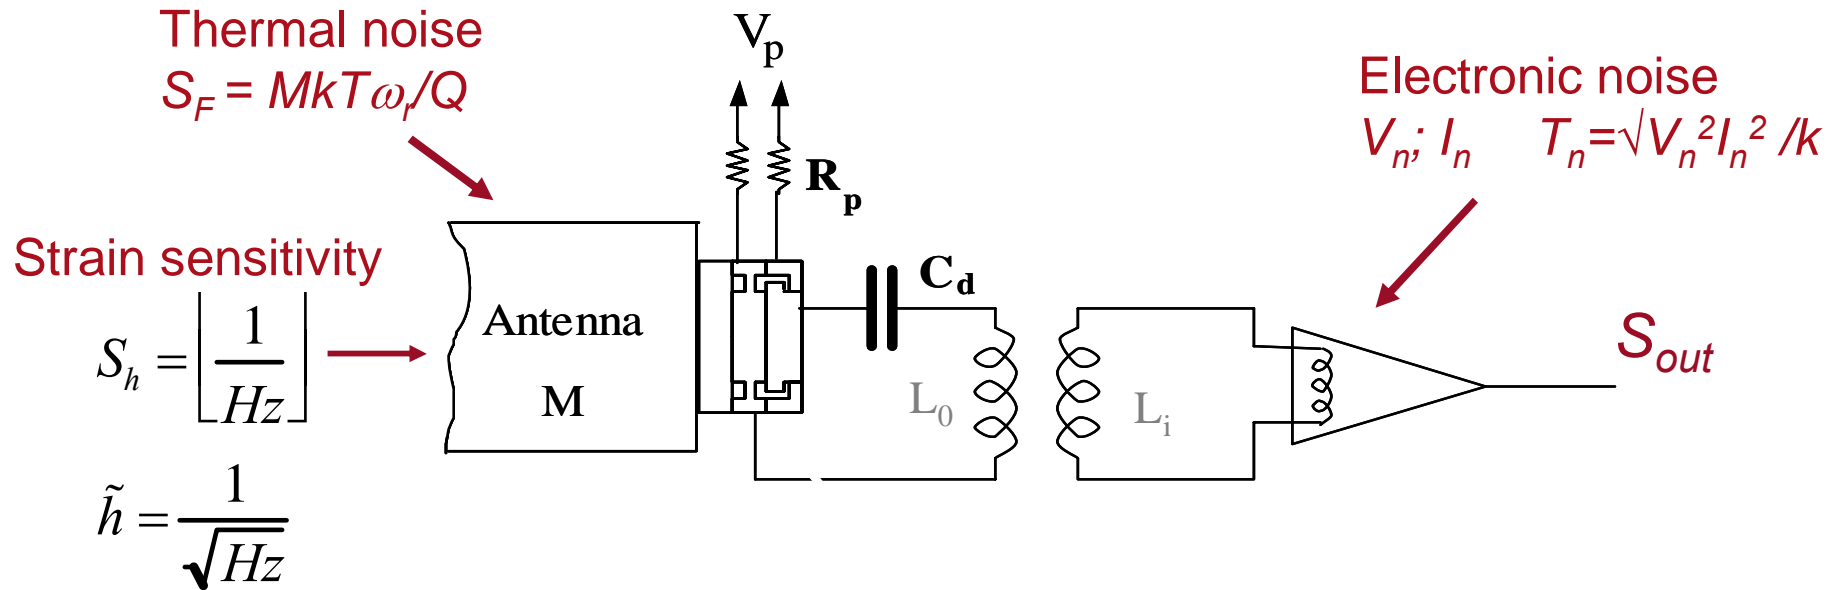 Thermal noise
S_F = MkTω_r/Q
V_p
Electronic noise
V_n; I_n T_n=√V_n²I_n² /k
R_p
Strain sensitivity
S_h = [1/Hz]
Antenna
M
C_d
L_0
L_i
S_out
h̃ = 1/√Hz